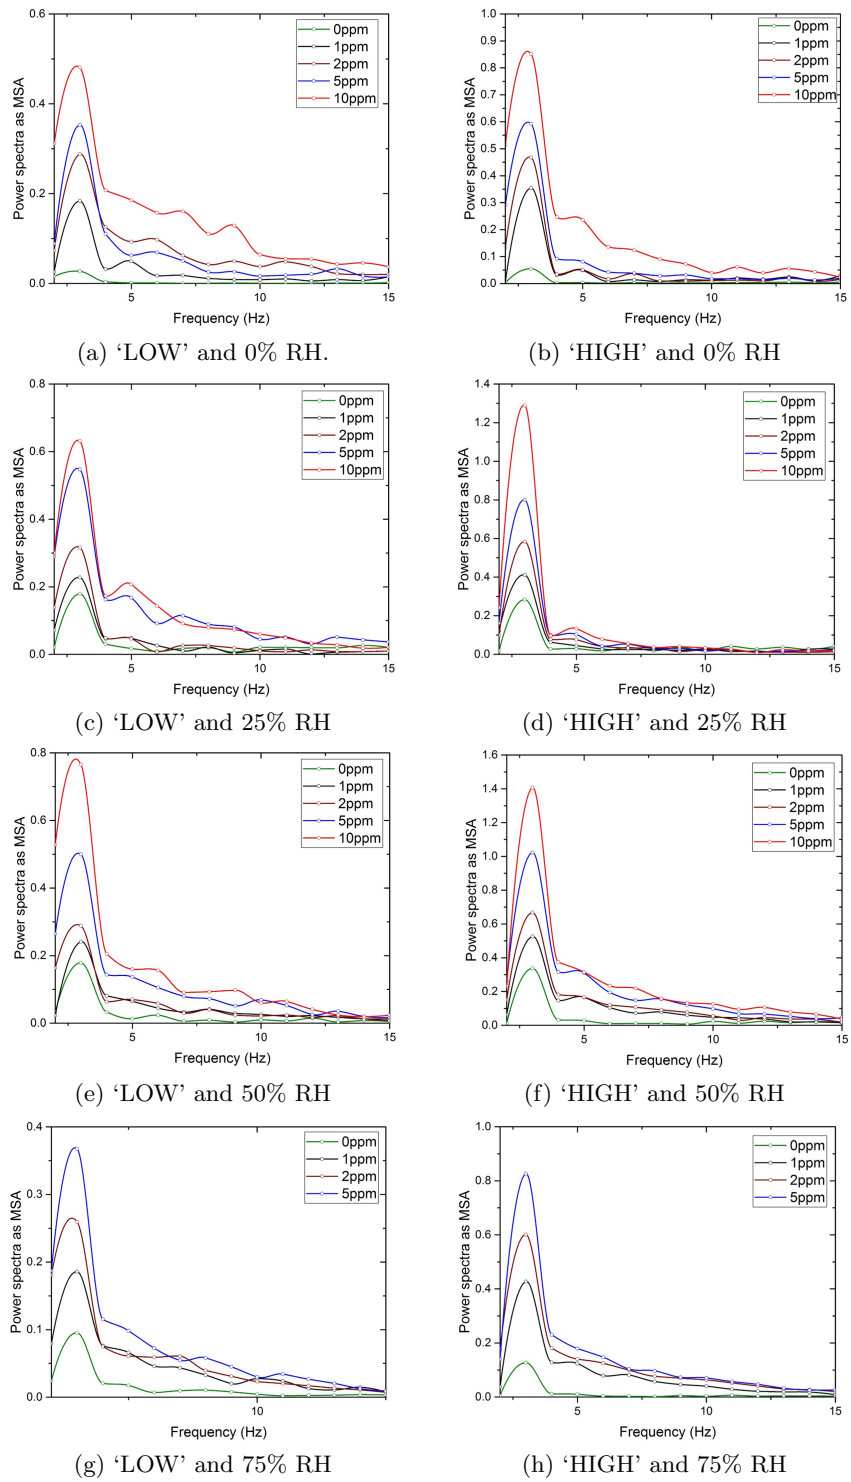 0.6
0.4
0.2
0.0
Power spectra as MSA
0ppm
1ppm
2ppm
5ppm
10ppm
5
10
15
Frequency (Hz)
(a) ‘LOW’ and 0% RH.
1.0
0.9
0.8
0.7
0.6
0.5
0.4
0.3
0.2
0.1
0.0
Power spectra as MSA
0ppm
1ppm
2ppm
5ppm
10ppm
5
10
15
Frequency (Hz)
(b) ‘HIGH’ and 0% RH
0.8
0.6
0.4
0.2
0.0
Power spectra as MSA
0ppm
1ppm
2ppm
5ppm
10ppm
5
10
15
Frequency (Hz)
(c) ‘LOW’ and 25% RH
1.4
1.2
1.0
0.8
0.6
0.4
0.2
0.0
Power spectra as MSA
0ppm
1ppm
2ppm
5ppm
10ppm
5
10
15
Frequency (Hz)
(d) ‘HIGH’ and 25% RH
0.8
0.6
0.4
0.2
0.0
Power spectra as MSA
0ppm
1ppm
2ppm
5ppm
10ppm
5
10
15
Frequency (Hz)
(e) ‘LOW’ and 50% RH
1.6
1.4
1.2
1.0
0.8
0.6
0.4
0.2
0.0
Power spectra as MSA
0ppm
1ppm
2ppm
5ppm
10ppm
5
10
15
Frequency (Hz)
(f) ‘HIGH’ and 50% RH
0.4
0.3
0.2
0.1
0.0
Power spectra as MSA
0ppm
1ppm
2ppm
5ppm
10
Frequency (Hz)
(g) ‘LOW’ and 75% RH
1.0
0.8
0.6
0.4
0.2
0.0
Power spectra as MSA
0ppm
1ppm
2ppm
5ppm
5
10
15
Frequency (Hz)
(h) ‘HIGH’ and 75% RH